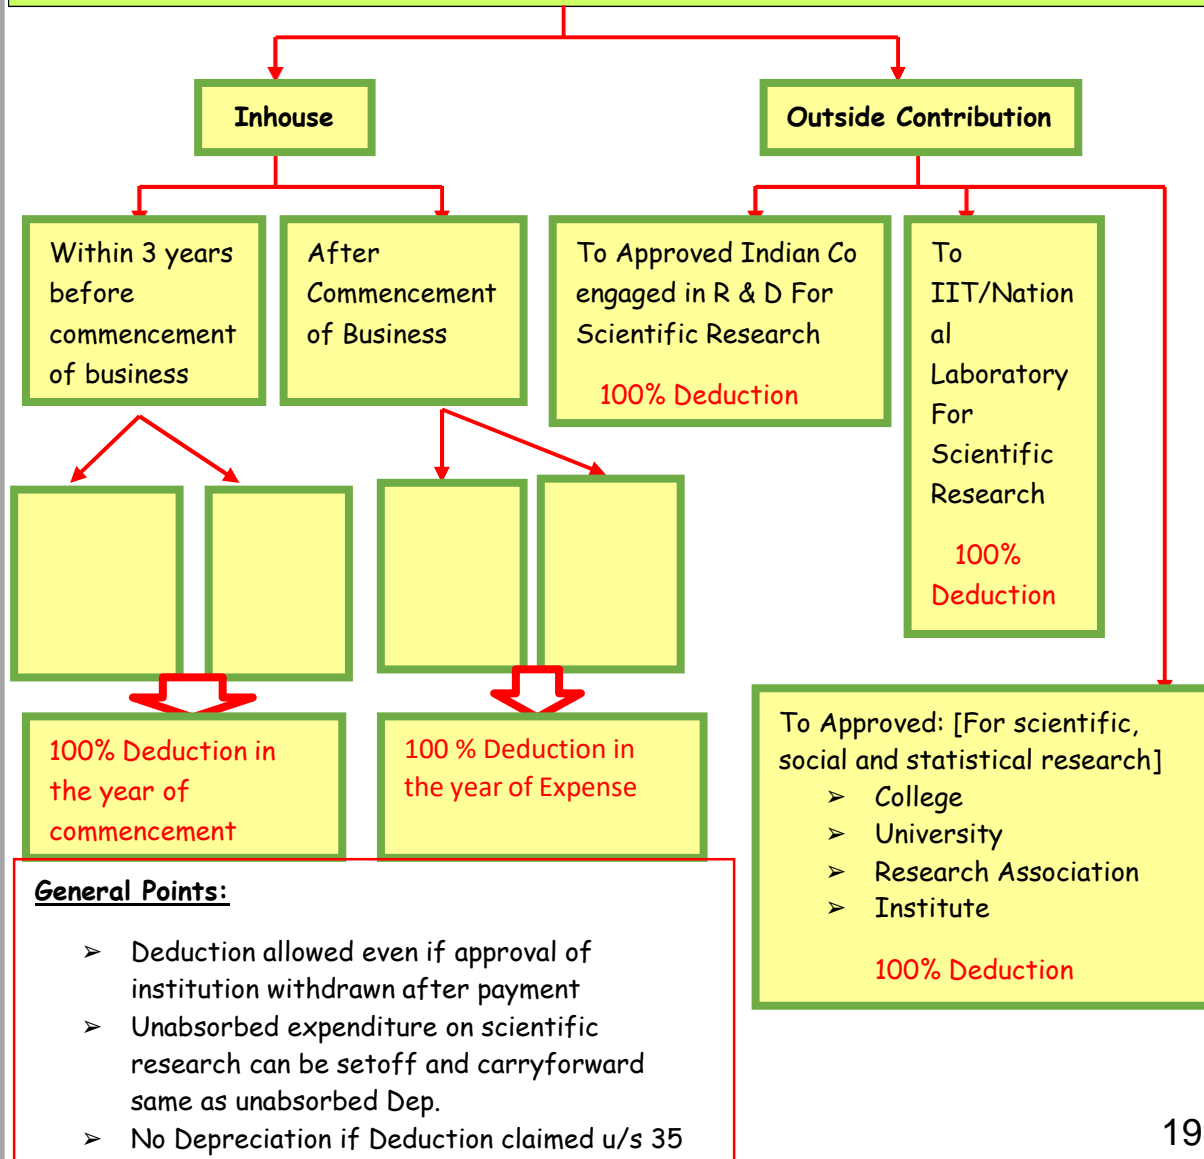 Inhouse
Outside Contribution
Within 3 years
before
commencement
of business
After
Commencement
of Business
To Approved Indian Co
engaged in R & D For
Scientific Research
100% Deduction
To
IIT/Nation
al
Laboratory
For
Scientific
Research
100%
Deduction
100% Deduction in
the year of
commencement
100 % Deduction in
the year of Expense
To Approved: [For scientific,
social and statistical research]
➢ College
➢ University
➢ Research Association
➢ Institute
100% Deduction
General Points:
➢ Deduction allowed even if approval of
institution withdrawn after payment
➢ Unabsorbed expenditure on scientific
research can be setoff and carryforward
same as unabsorbed Dep.
➢ No Depreciation if Deduction claimed u/s 35
19